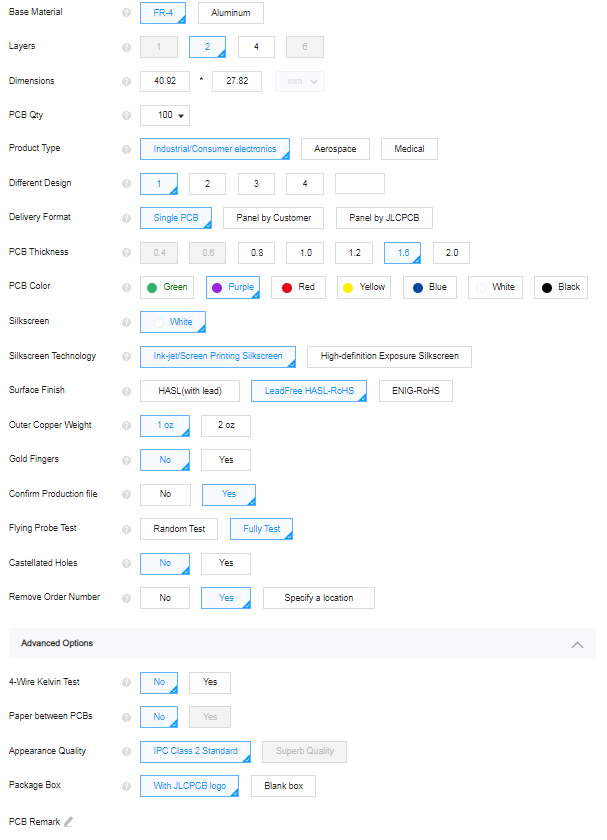 Base Material ? FR-4 Aluminum
Layers ? 1 2 4 6
Dimensions ? 40.92 * 27.82 mm
PCB Qty ? 100
Product Type ? Industrial/Consumer electronics Aerospace Medical
Different Design ? 1 2 3 4
Delivery Format ? Single PCB Panel by Customer Panel by JLCPCB
PCB Thickness ? 0.4 0.6 0.8 1.0 1.2 1.6 2.0
PCB Color ? Green Purple Red Yellow Blue White Black
Silkscreen ? White
Silkscreen Technology ? Ink-jet/Screen Printing Silkscreen High-definition Exposure Silkscreen
Surface Finish ? HASL(with lead) LeadFree HASL-RoHS ENIG-RoHS
Outer Copper Weight ? 1 oz 2 oz
Gold Fingers ? No Yes
Confirm Production file ? No Yes
Flying Probe Test ? Random Test Fully Test
Castellated Holes ? No Yes
Remove Order Number ? No Yes Specify a location
Advanced Options
4-Wire Kelvin Test ? No Yes
Paper between PCBs ? No Yes
Appearance Quality ? IPC Class 2 Standard Superb Quality
Package Box ? With JLCPCB logo Blank box
PCB Remark